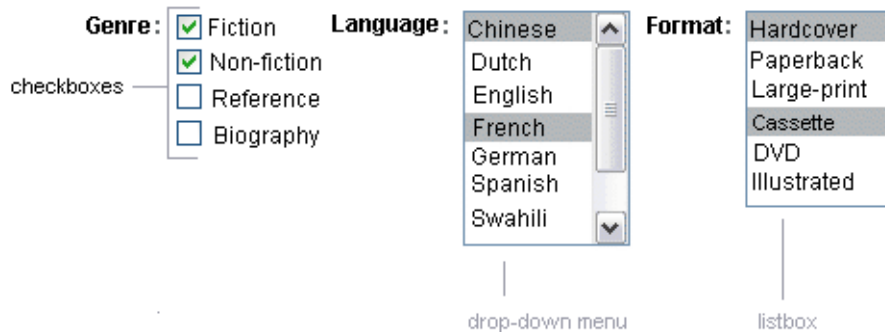 Genre:
Fiction
Non-fiction
Reference
Biography
checkboxes
Language:
Chinese
Dutch
English
French
German
Spanish
Swahili
drop-down menu
Format:
Hardcover
Paperback
Large-print
Cassette
DVD
Illustrated
listbox